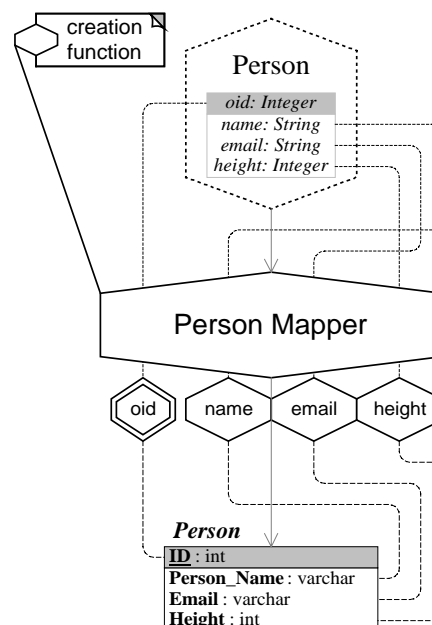 creation
function
Person
oid: Integer
name: String
email: String
height: Integer
Person Mapper
oid
name
email
height
Person
ID : int
Person_Name : varchar
Email : varchar
Height : int